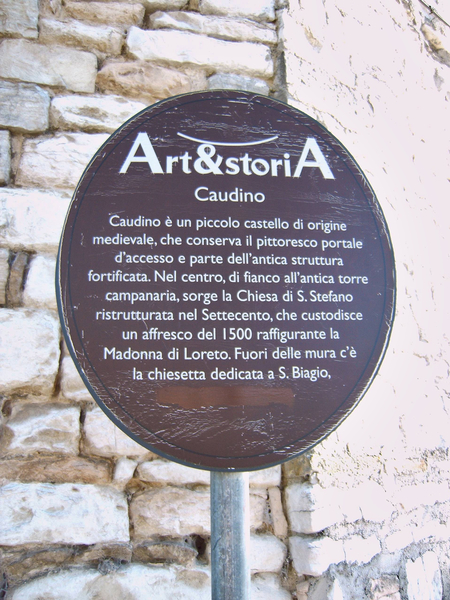 Art&storiA
Caudino
Caudino è un piccolo castello di origine
medievale, che conserva il pittoresco portale
d'accesso e parte dell'antica struttura
fortificata. Nel centro, di fianco all'antica torre
campanaria, sorge la Chiesa di S. Stefano
ristrutturata nel Settecento, che custodisce
un affresco del 1500 raffigurante la
Madonna di Loreto. Fuori delle mura c'è
la chiesetta dedicata a S. Biagio,